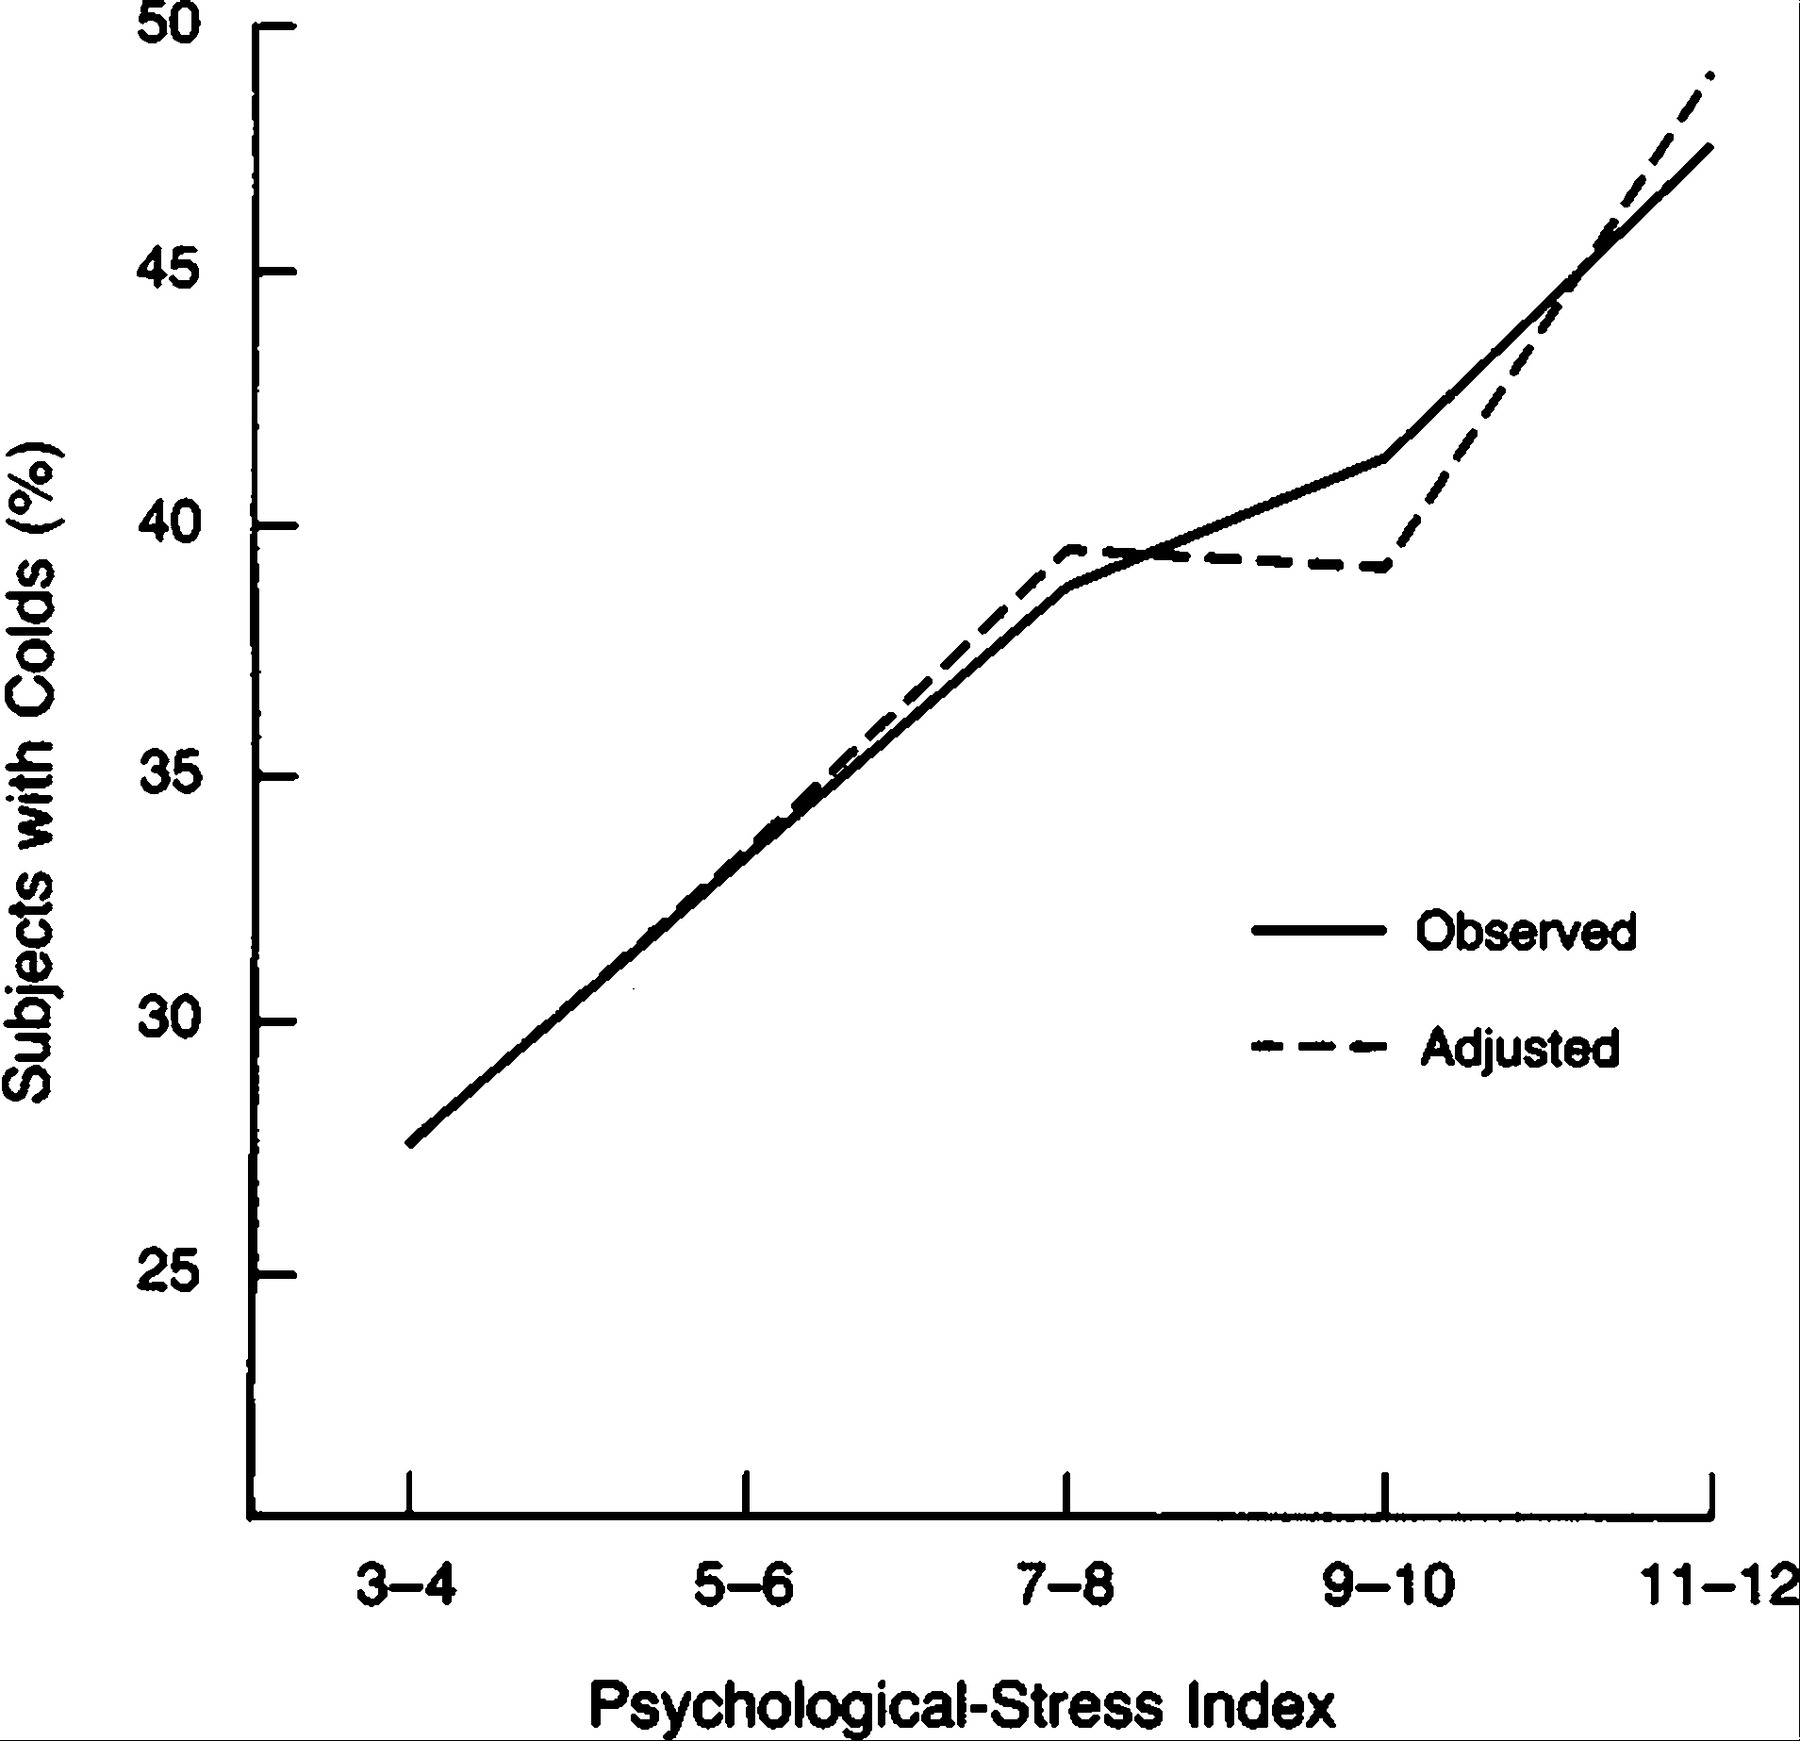 50
45
40
35
30
25
Subjects with Colds (%)
Observed
Adjusted
3–4 5–6 7–8 9–10 11–12
Psychological-Stress Index